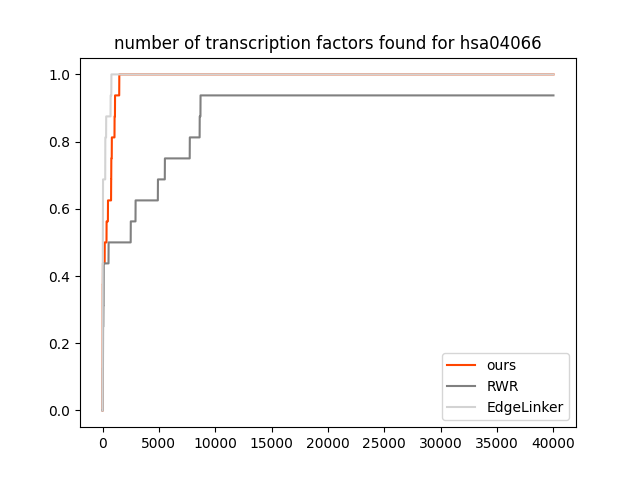 number of transcription factors found for hsa04066
1.0
0.8
0.6
0.4
0.2
0.0
ours
RWR
EdgeLinker
0 5000 10000 15000 20000 25000 30000 35000 40000